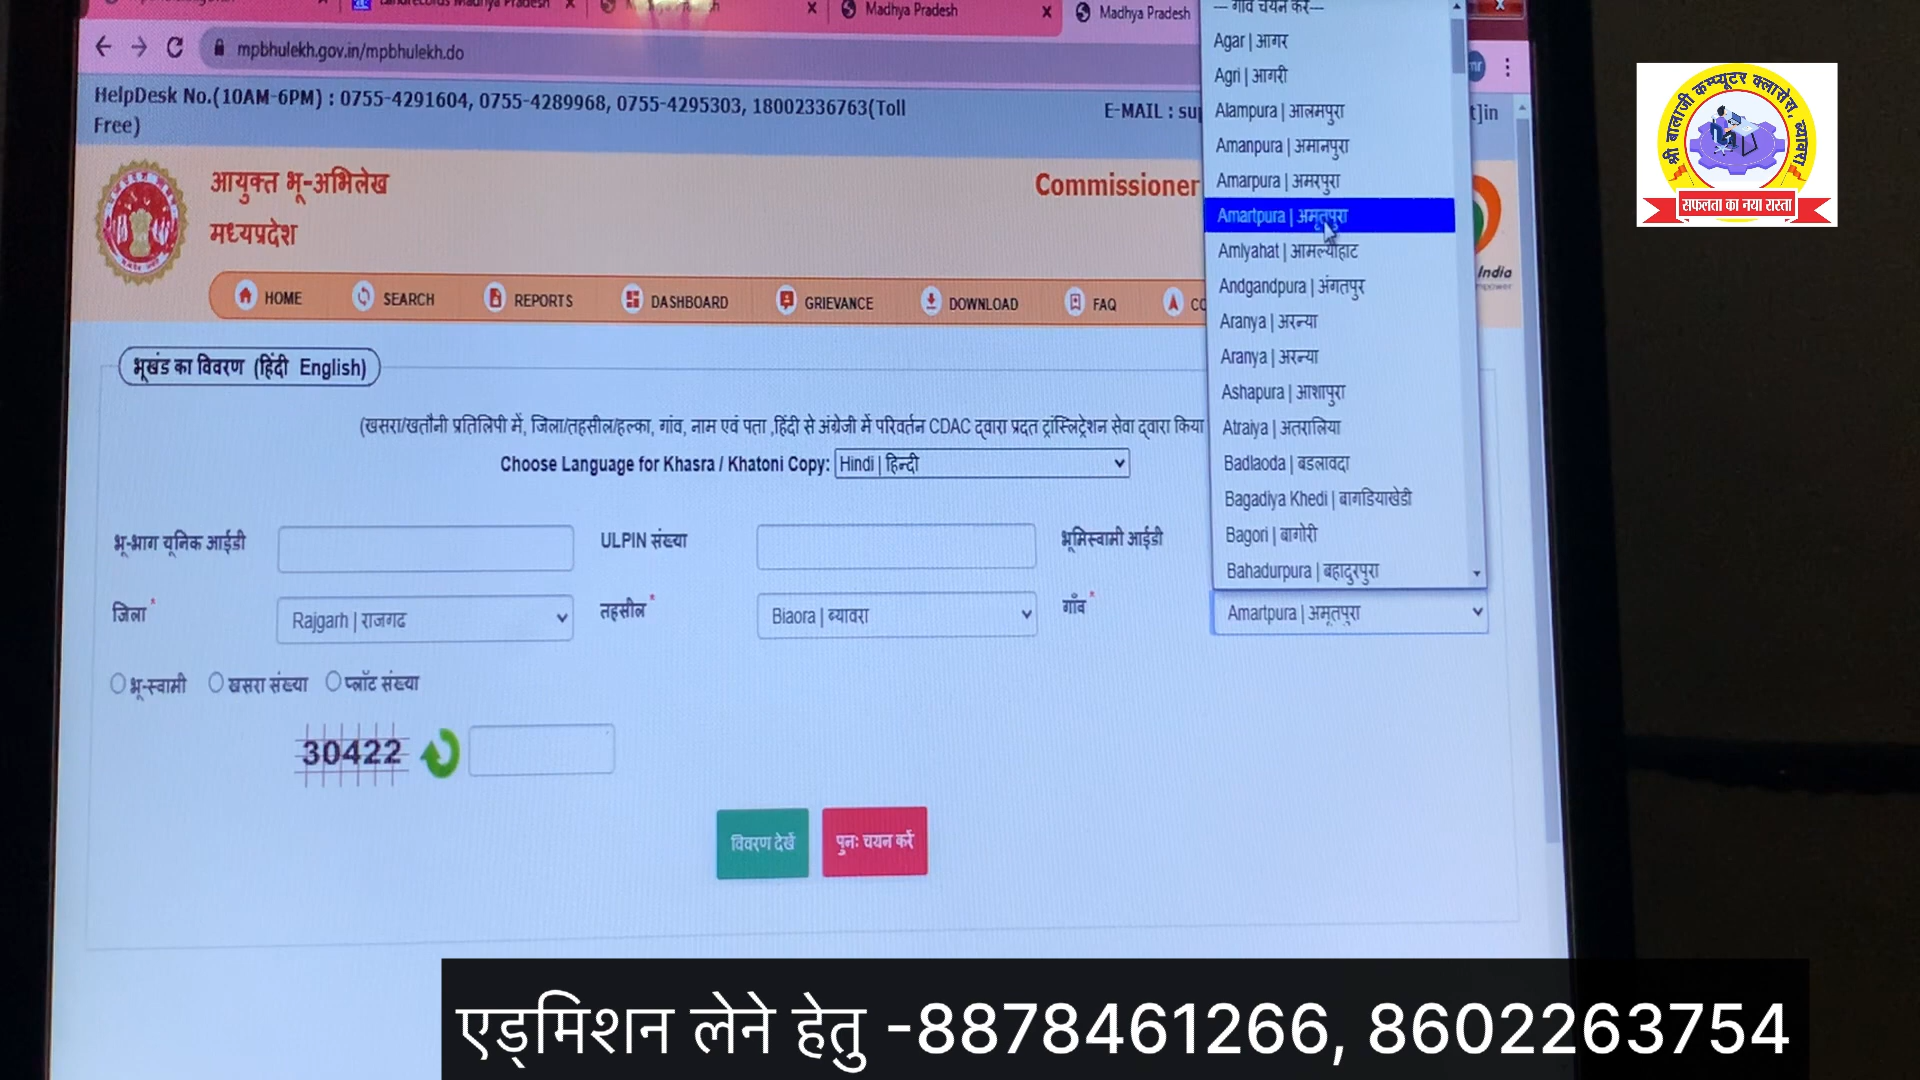 Madhya Pradesh
Madhya Pradesh
mpbhulekh.gov.in/mpbhulekh.do
HelpDesk No.(10AM-6PM) : 0755-4291604, 0755-4289968, 0755-4295303, 18002336763(Toll
Free)
E-MAIL :
आयुक्त भू-अभिलेख
मध्यप्रदेश
Commissioner
India
HOME
SEARCH
REPORTS
DASHBOARD
GRIEVANCE
DOWNLOAD
FAQ
भूखंड का विवरण (हिंदी English)
(खसरा/खतौनी प्रतिलिपी में, जिला/तहसील/हल्का, गांव, नाम एवं पता ,हिंदी से अंग्रेजी में परिवर्तन CDAC द्वारा प्रदत ट्रांस्लिट्रेशन सेवा द्वारा किया
Choose Language for Khasra / Khatoni Copy: Hindi | हिन्दी
भू-भाग यूनिक आईडी
ULPIN संख्या
भूमिस्वामी आईडी
जिला *
Rajgarh | राजगढ
तहसील *
Biaora | ब्यावरा
गाँव *
Amartpura | अमृतपुरा
भू-स्वामी
खसरा संख्या
प्लॉट संख्या
30422
विवरण देखें
पुनः चयन करें
--- गांव चयन करें---
Agar | आगर
Agri | आगरी
Alampura | आलमपुरा
Amanpura | अमानपुरा
Amarpura | अमरपुरा
Amartpura | अमृतपुरा
Amlyahat | आमल्याहाट
Andgandpura | अंगतपुर
Aranya | अरन्या
Aranya | अरन्या
Ashapura | आशापुरा
Atraiya | अतरालिया
Badlaoda | बडलावदा
Bagadiya Khedi | बागडियाखेडी
Bagori | बागोरी
Bahadurpura | बहादुरपुरा
श्री बालाजी कम्प्यूटर क्लासेस, ब्यावरा
सफलता का नया रास्ता
एड्मिशन लेने हेतु -8878461266, 8602263754